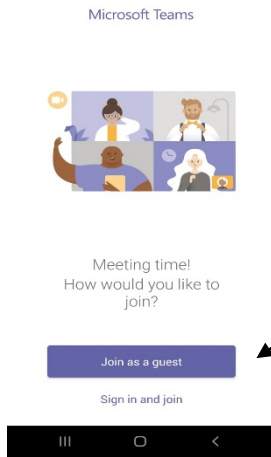 Microsoft Teams
Meeting time!
How would you like to
join?
Join as a guest
Sign in and join